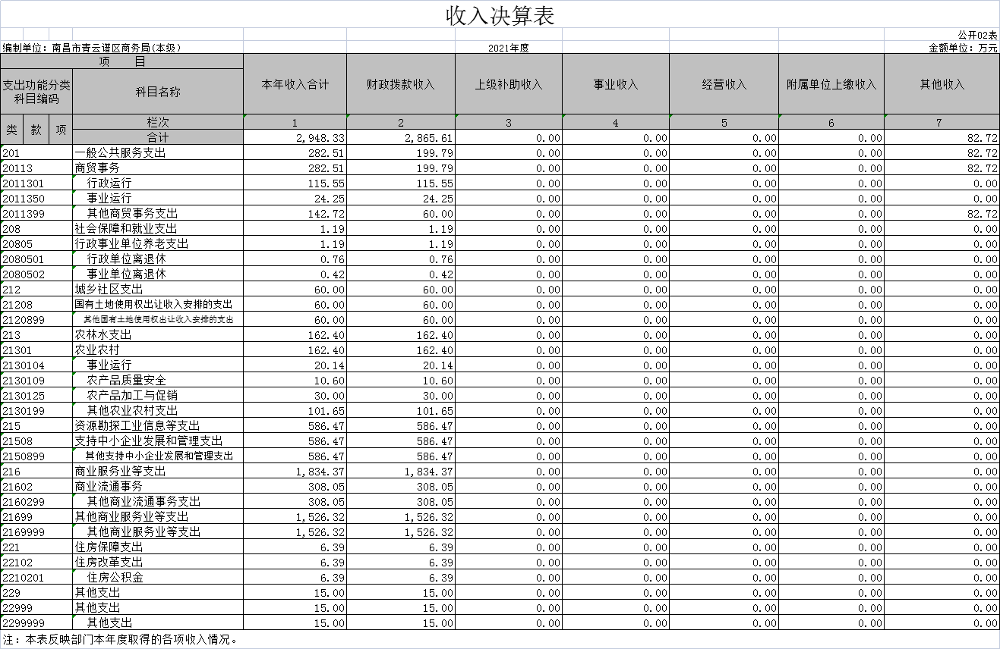 收入决算表
公开02表
编制单位：南昌市青云谱区商务局(本级) 2021年度 金额单位：万元
项 目 本年收入合计 财政拨款收入 上级补助收入 事业收入 经营收入 附属单位上缴收入 其他收入
支出功能分类科目编码 科目名称
类 款 项 栏次 1 2 3 4 5 6 7
合计 2,948.33 2,865.61 0.00 0.00 0.00 0.00 82.72
201 一般公共服务支出 282.51 199.79 0.00 0.00 0.00 0.00 82.72
20113 商贸事务 282.51 199.79 0.00 0.00 0.00 0.00 82.72
2011301 行政运行 115.55 115.55 0.00 0.00 0.00 0.00 0.00
2011350 事业运行 24.25 24.25 0.00 0.00 0.00 0.00 0.00
2011399 其他商贸事务支出 142.72 60.00 0.00 0.00 0.00 0.00 82.72
208 社会保障和就业支出 1.19 1.19 0.00 0.00 0.00 0.00 0.00
20805 行政事业单位养老支出 1.19 1.19 0.00 0.00 0.00 0.00 0.00
2080501 行政单位离退休 0.76 0.76 0.00 0.00 0.00 0.00 0.00
2080502 事业单位离退休 0.42 0.42 0.00 0.00 0.00 0.00 0.00
212 城乡社区支出 60.00 60.00 0.00 0.00 0.00 0.00 0.00
21208 国有土地使用权出让收入安排的支出 60.00 60.00 0.00 0.00 0.00 0.00 0.00
2120899 其他国有土地使用权出让收入安排的支出 60.00 60.00 0.00 0.00 0.00 0.00 0.00
213 农林水支出 162.40 162.40 0.00 0.00 0.00 0.00 0.00
21301 农业农村 162.40 162.40 0.00 0.00 0.00 0.00 0.00
2130104 事业运行 20.14 20.14 0.00 0.00 0.00 0.00 0.00
2130109 农产品质量安全 10.60 10.60 0.00 0.00 0.00 0.00 0.00
2130125 农产品加工与促销 30.00 30.00 0.00 0.00 0.00 0.00 0.00
2130199 其他农业农村支出 101.65 101.65 0.00 0.00 0.00 0.00 0.00
215 资源勘探工业信息等支出 586.47 586.47 0.00 0.00 0.00 0.00 0.00
21508 支持中小企业发展和管理支出 586.47 586.47 0.00 0.00 0.00 0.00 0.00
2150899 其他支持中小企业发展和管理支出 586.47 586.47 0.00 0.00 0.00 0.00 0.00
216 商业服务业等支出 1,834.37 1,834.37 0.00 0.00 0.00 0.00 0.00
21602 商业流通事务 308.05 308.05 0.00 0.00 0.00 0.00 0.00
2160299 其他商业流通事务支出 308.05 308.05 0.00 0.00 0.00 0.00 0.00
21699 其他商业服务业等支出 1,526.32 1,526.32 0.00 0.00 0.00 0.00 0.00
2169999 其他商业服务业等支出 1,526.32 1,526.32 0.00 0.00 0.00 0.00 0.00
221 住房保障支出 6.39 6.39 0.00 0.00 0.00 0.00 0.00
22102 住房改革支出 6.39 6.39 0.00 0.00 0.00 0.00 0.00
2210201 住房公积金 6.39 6.39 0.00 0.00 0.00 0.00 0.00
229 其他支出 15.00 15.00 0.00 0.00 0.00 0.00 0.00
22999 其他支出 15.00 15.00 0.00 0.00 0.00 0.00 0.00
2299999 其他支出 15.00 15.00 0.00 0.00 0.00 0.00 0.00
注：本表反映部门本年度取得的各项收入情况。